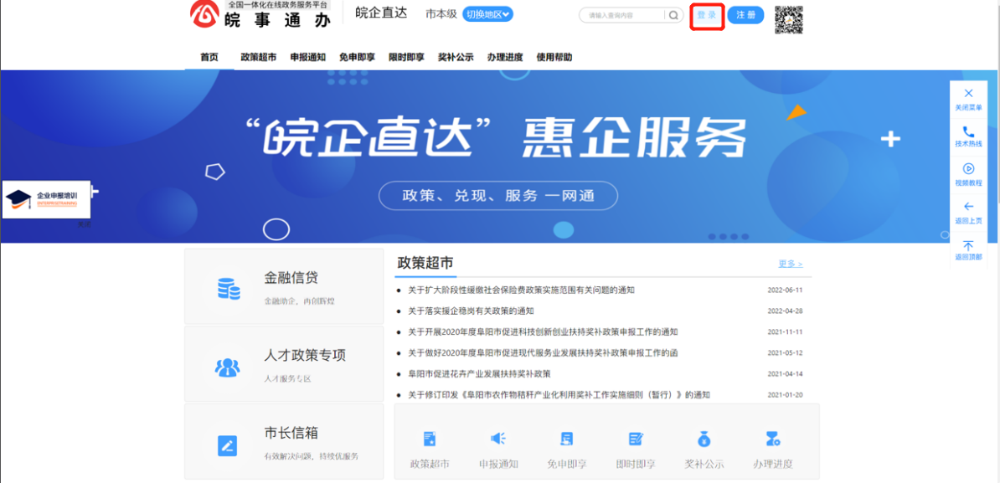 全国一体化在线政务服务平台
皖事通办
皖企直达
市本级 切换地区
请输入查询内容
登录 注册
首页 政策超市 申报通知 免申即享 限时即享 奖补公示 办理进度 使用帮助
“皖企直达” 惠企服务
政策、兑现、服务 一网通
企业申报培训
ENTERPRISETRAINING
关闭
关闭菜单
技术热线
视频教程
返回上页
返回顶部
金融信贷
金融助企，再创辉煌
人才政策专项
人才服务专区
市长信箱
有效解决问题，持续优服务
政策超市 更多 >
关于扩大阶段性缓缴社会保险费政策实施范围有关问题的通知 2022-06-11
关于落实援企稳岗有关政策的通知 2022-04-28
关于开展2020年度阜阳市促进科技创新创业扶持奖补政策申报工作的通知 2021-11-11
关于做好2020年度阜阳市促进现代服务业发展扶持奖补政策申报工作的函 2021-05-12
阜阳市促进花卉产业发展扶持奖补政策 2021-04-14
关于修订印发《阜阳市农作物秸秆产业化利用奖补工作实施细则（暂行）》的通知 2021-01-20
政策超市 申报通知 免申即享 即时即享 奖补公示 办理进度